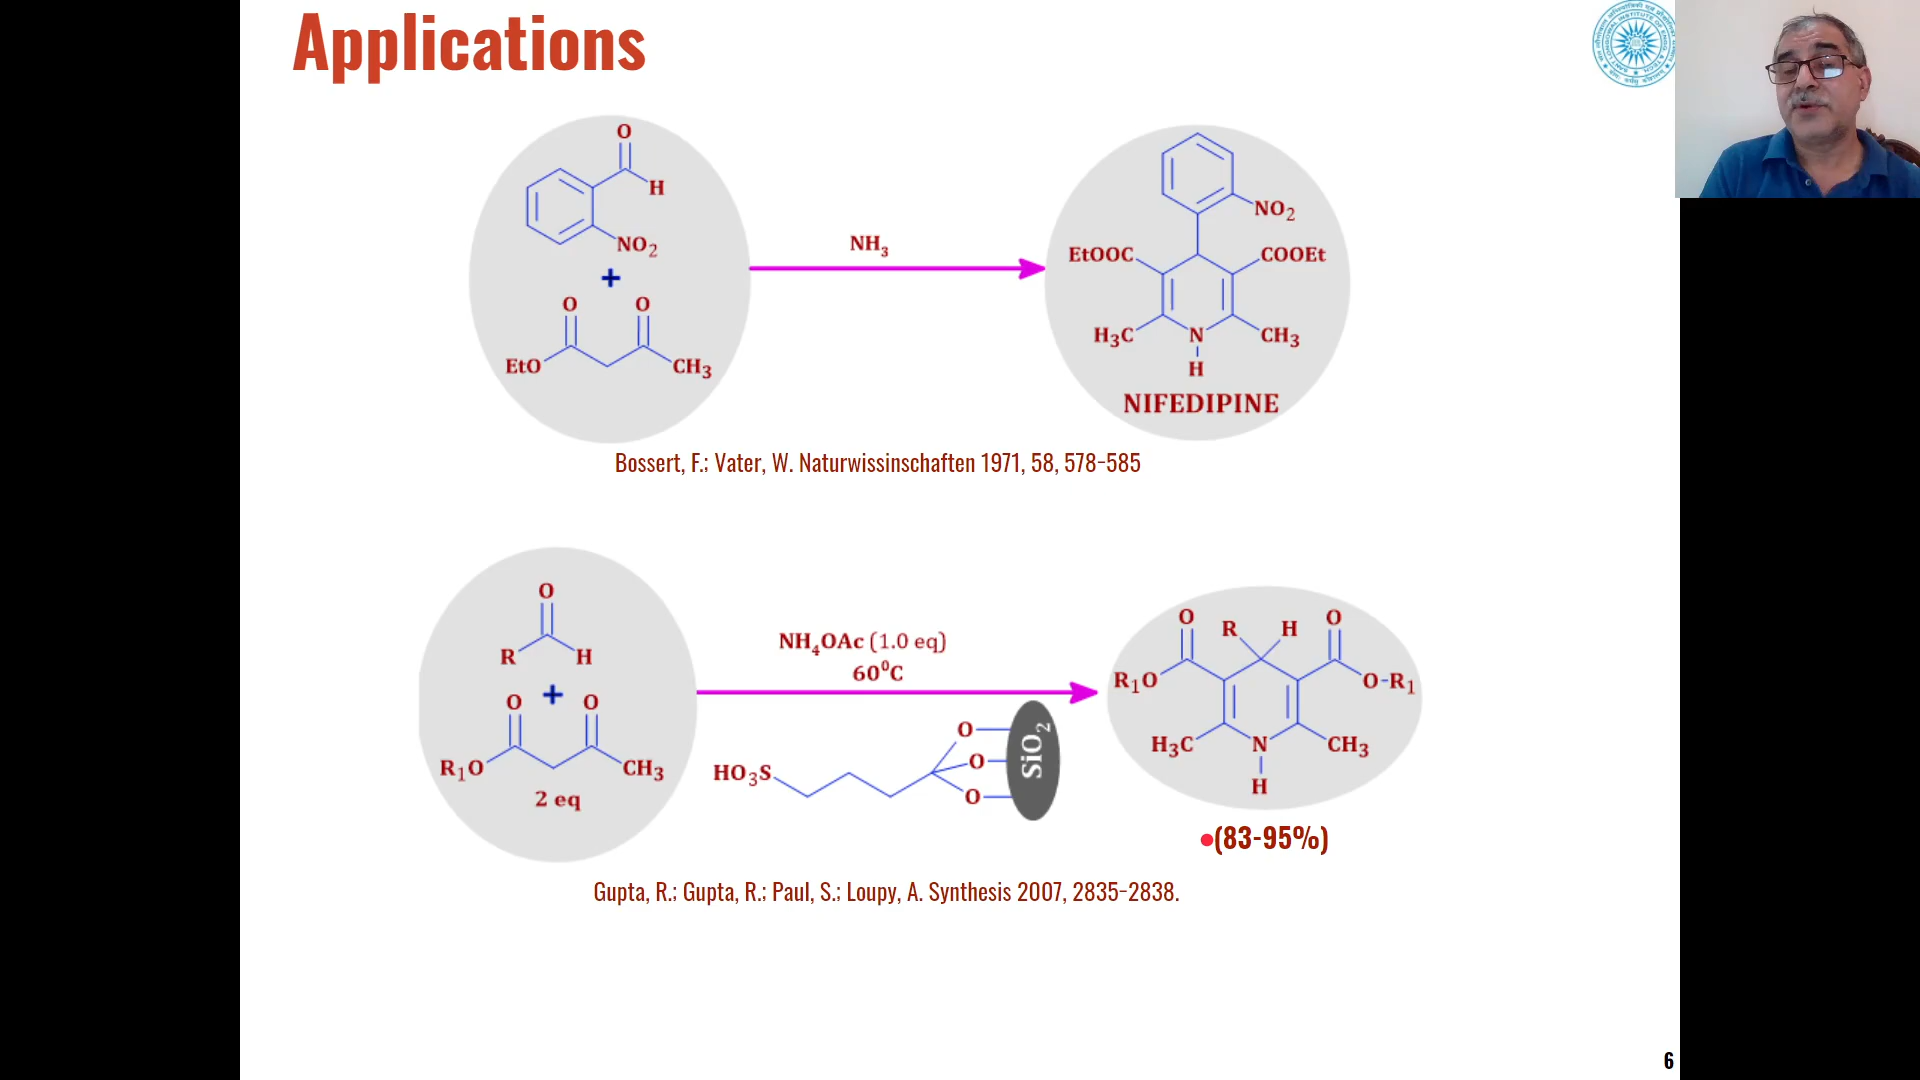 Applications
O
H
NO2
+
O O
EtO CH3
NH3
NO2
EtOOC COOEt
H3C N CH3
H
NIFEDIPINE
Bossert, F.; Vater, W. Naturwissinschaften 1971, 58, 578-585
O
R H
+
O O
R1O CH3
2 eq
NH4OAc (1.0 eq)
60⁰C
HO3S O O O SiO2
O R H O
R1O O-R1
H3C N CH3
H
•(83-95%)
Gupta, R.; Gupta, R.; Paul, S.; Loupy, A. Synthesis 2007, 2835-2838.
6